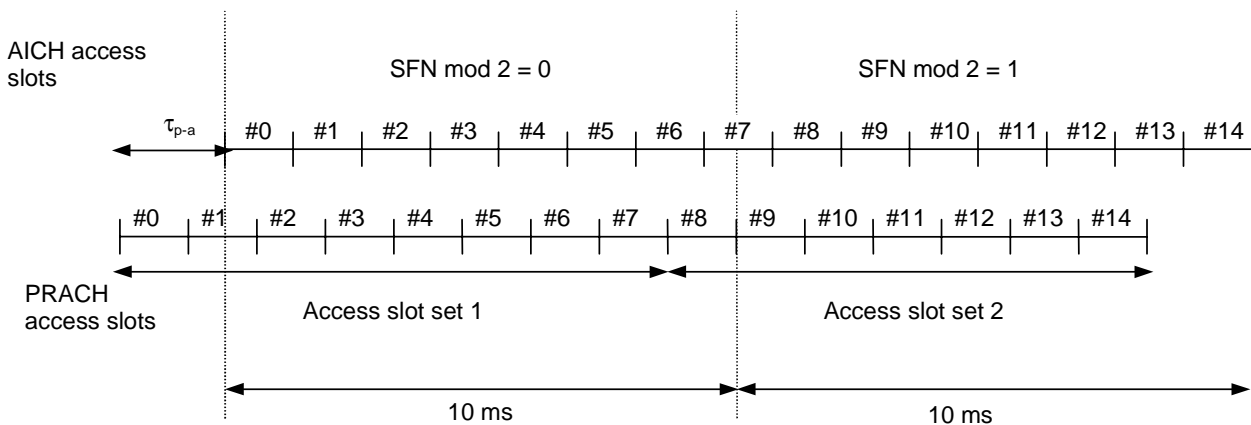 AICH access
slots
SFN mod 2 = 0
SFN mod 2 = 1
τp-a
#0 #1 #2 #3 #4 #5 #6 #7 #8 #9 #10 #11 #12 #13 #14
#0 #1 #2 #3 #4 #5 #6 #7 #8 #9 #10 #11 #12 #13 #14
PRACH
access slots
Access slot set 1
Access slot set 2
10 ms
10 ms